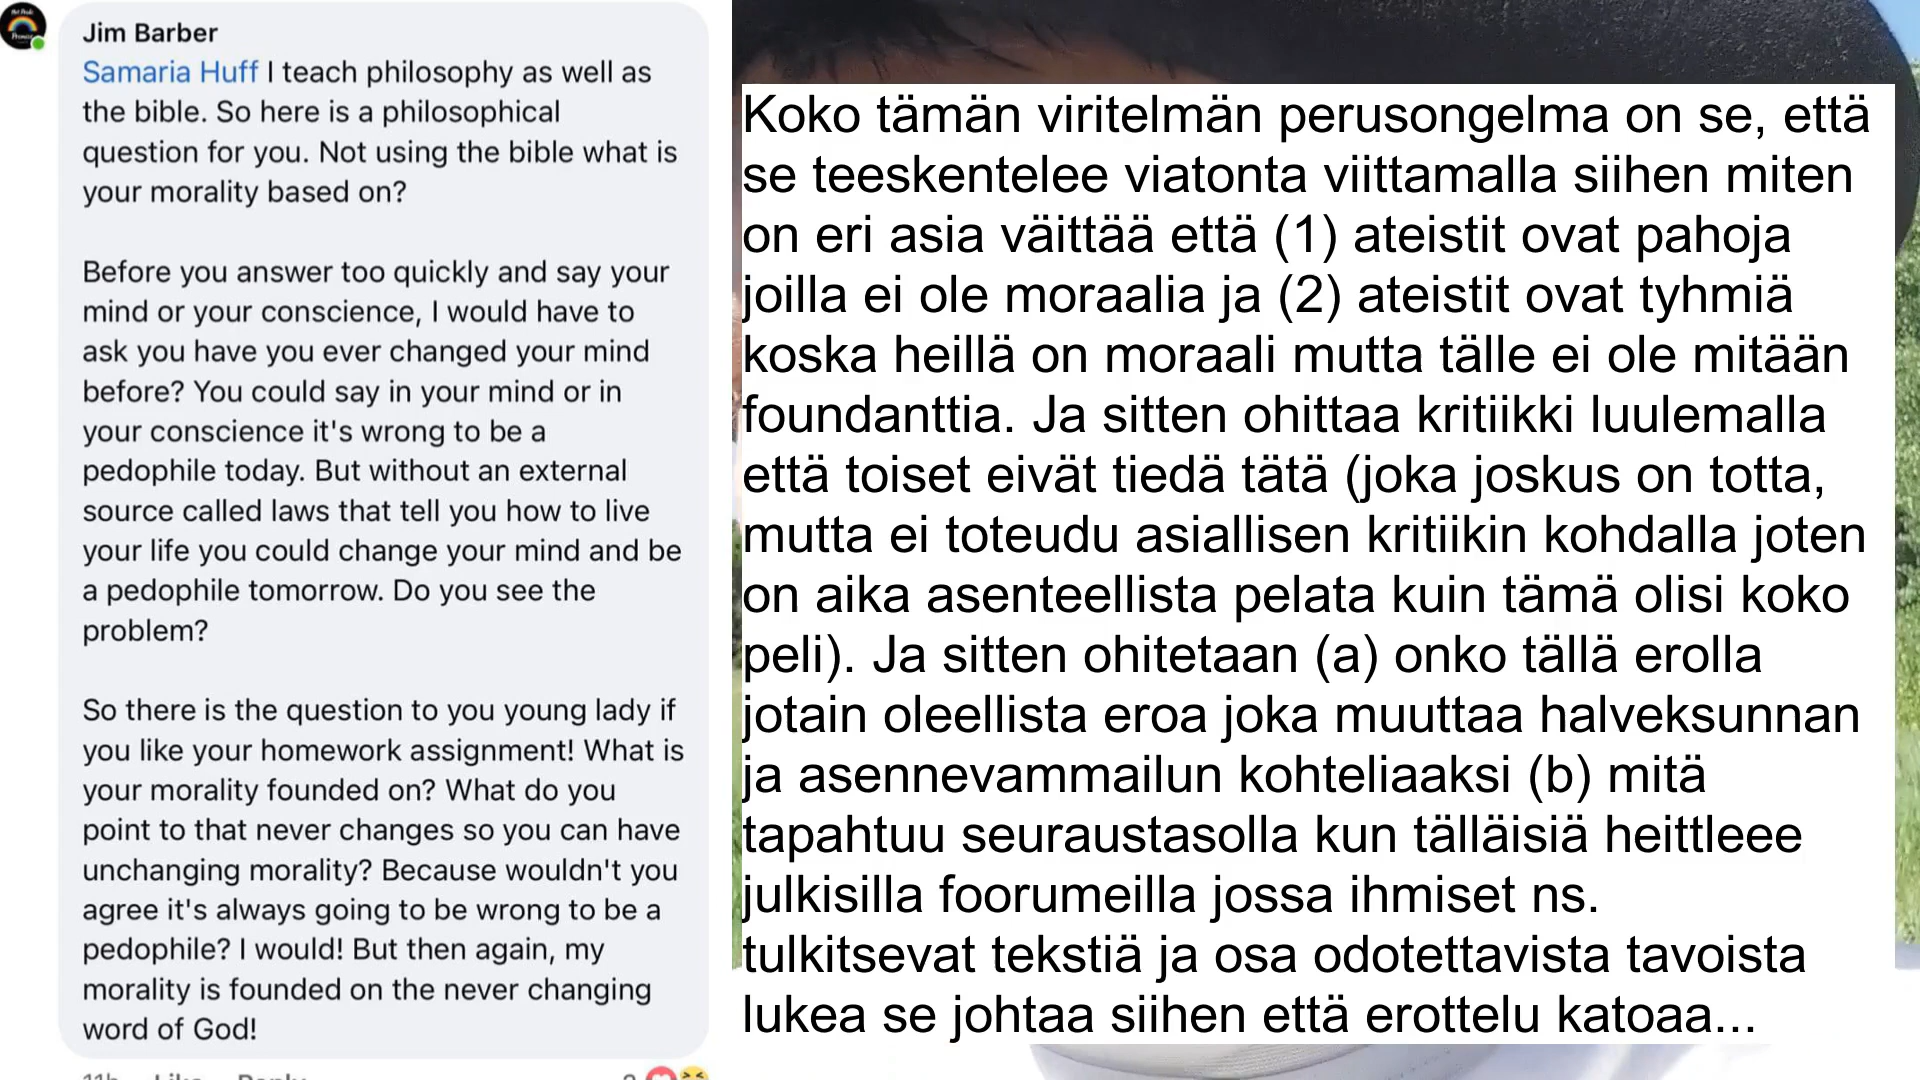 Jim Barber
Samaria Huff I teach philosophy as well as
the bible. So here is a philosophical
question for you. Not using the bible what is
your morality based on?
Before you answer too quickly and say your
mind or your conscience, I would have to
ask you have you ever changed your mind
before? You could say in your mind or in
your conscience it's wrong to be a
pedophile today. But without an external
source called laws that tell you how to live
your life you could change your mind and be
a pedophile tomorrow. Do you see the
problem?
So there is the question to you young lady if
you like your homework assignment! What is
your morality founded on? What do you
point to that never changes so you can have
unchanging morality? Because wouldn't you
agree it's always going to be wrong to be a
pedophile? I would! But then again, my
morality is founded on the never changing
word of God!
Koko tämän viritelmän perusongelma on se, että
se teeskentelee viatonta viittamalla siihen miten
on eri asia väittää että (1) ateistit ovat pahoja
joilla ei ole moraalia ja (2) ateistit ovat tyhmiä
koska heillä on moraali mutta tälle ei ole mitään
foundanttia. Ja sitten ohittaa kritiikki luulemalla
että toiset eivät tiedä tätä (joka joskus on totta,
mutta ei toteudu asiallisen kritiikin kohdalla joten
on aika asenteellista pelata kuin tämä olisi koko
peli). Ja sitten ohitetaan (a) onko tällä erolla
jotain oleellista eroa joka muuttaa halveksunnan
ja asennevammailun kohteliaaksi (b) mitä
tapahtuu seuraustasolla kun tälläisiä heittleee
julkisilla foorumeilla jossa ihmiset ns.
tulkitsevat tekstiä ja osa odotettavista tavoista
lukea se johtaa siihen että erottelu katoaa...